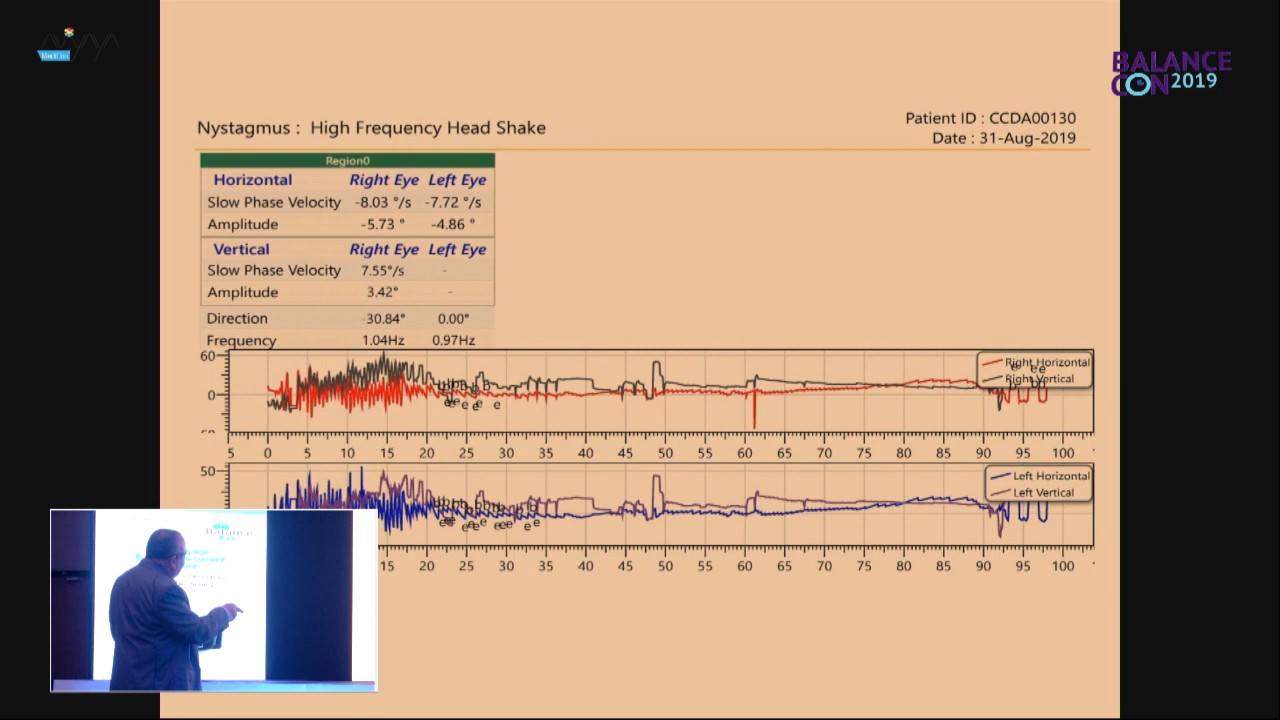 MediCon
BALANCE
CON 2019
Nystagmus : High Frequency Head Shake
Patient ID : CCDA00130
Date : 31-Aug-2019
Region0
Horizontal Right Eye Left Eye
Slow Phase Velocity -8.03 °/s -7.72 °/s
Amplitude -5.73 ° -4.86 °
Vertical Right Eye Left Eye
Slow Phase Velocity 7.55°/s -
Amplitude 3.42° -
Direction -30.84° 0.00°
Frequency 1.04Hz 0.97Hz
60
0
Right Horizontal
Right Vertical
5 0 5 10 15 20 25 30 35 40 45 50 55 60 65 70 75 80 85 90 95 100
50
Left Horizontal
Left Vertical
15 20 25 30 35 40 45 50 55 60 65 70 75 80 85 90 95 100
Balance